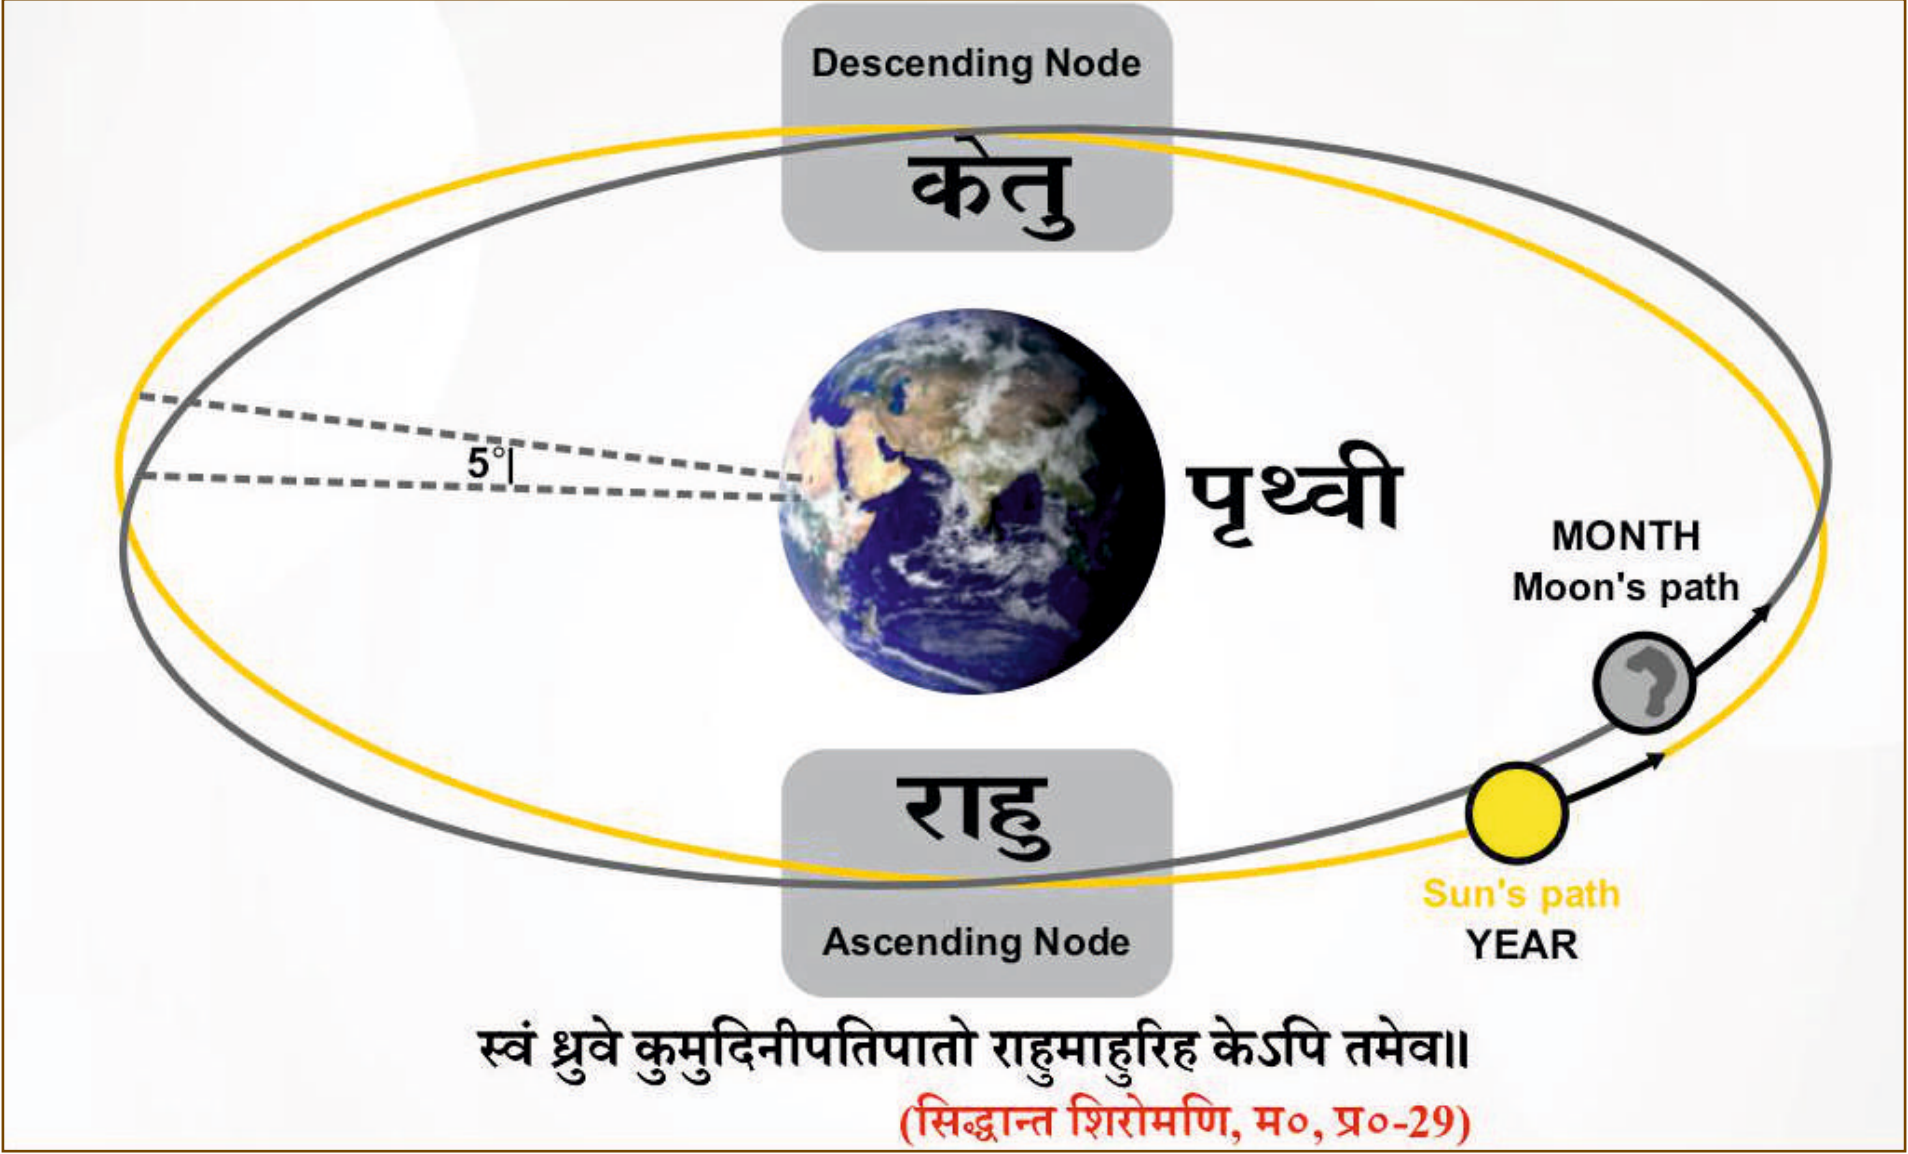 Descending Node
केतु
5°
पृथ्वी
MONTH
Moon's path
राहु
Sun's path
YEAR
Ascending Node
स्वं ध्रुवे कुमुदिनीपतिपातो राहुमाहुरिह केऽपि तमेव॥
(सिद्धान्त शिरोमणि, म०, प्र०-29)